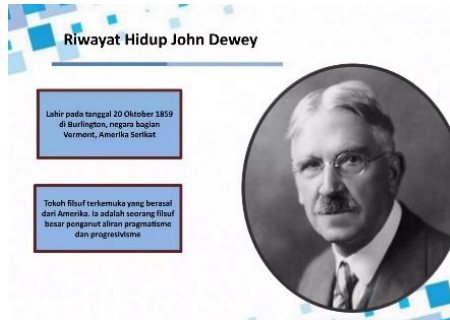 Riwayat Hidup John Dewey
Lahir pada tanggal 20 Oktober 1859
di Burlington, negara bagian
Vermont, Amerika Serikat
Tokoh filsuf terkemuka yang berasal
dari Amerika. Ia adalah seorang filsuf
besar penganut aliran pragmatisme
dan progresivisme